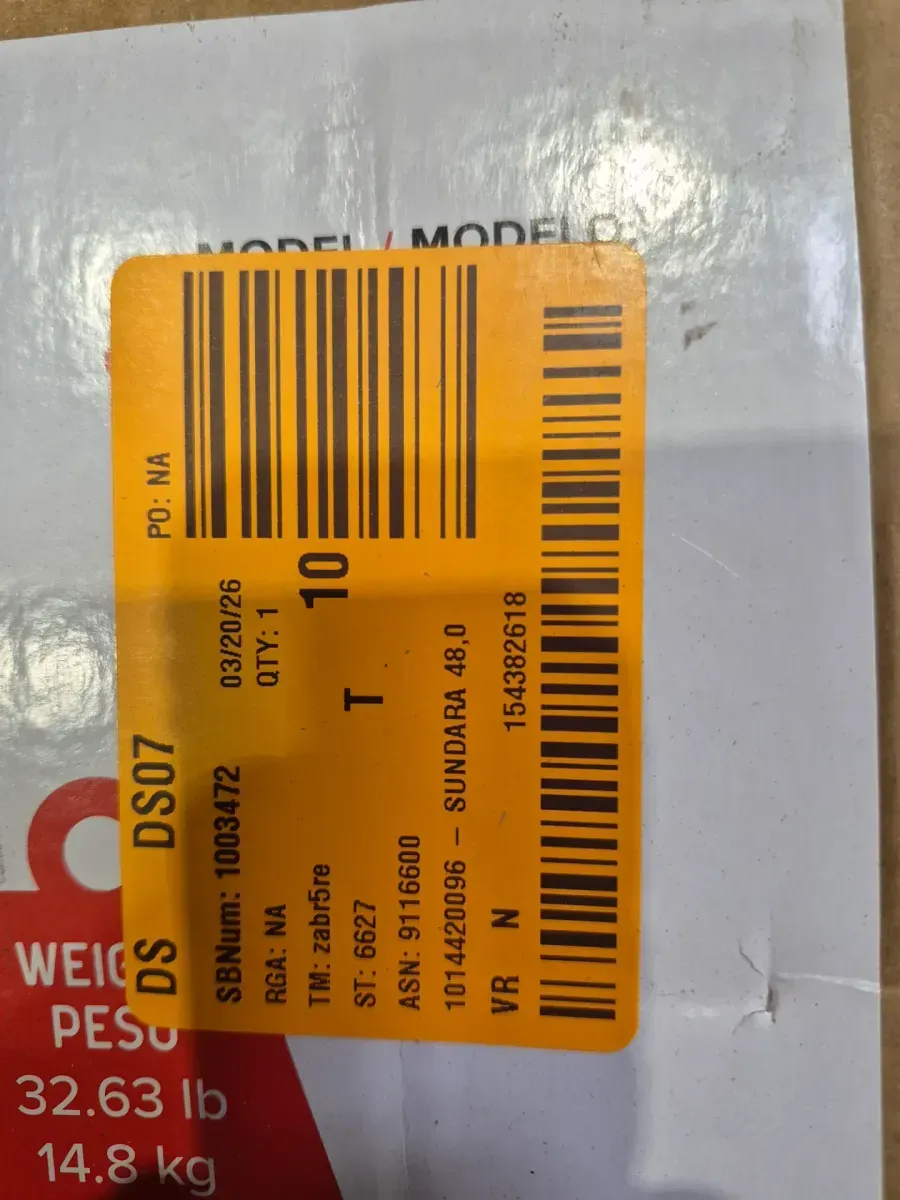 MODEL / MODELO:
DS DS07 PO: NA
SBNum: 1003472 03/20/26
RGA: NA QTY: 1
TM: zabr5re 10
ST: 6627 T
ASN: 9116600
1014420096 – SUNDARA 48,0
VR N 154382618
WEIG
PESO
32.63 lb
14.8 kg